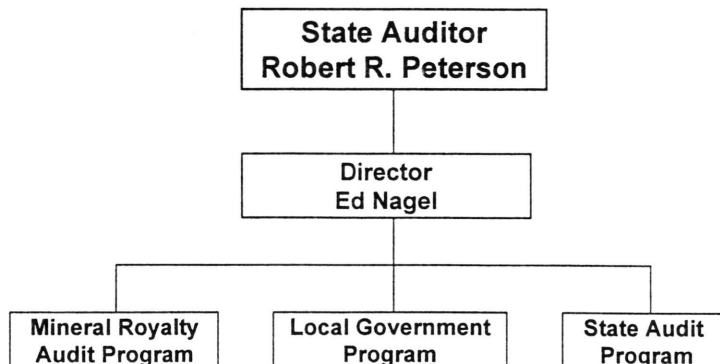 State Auditor
Robert R. Peterson
Director
Ed Nagel
Mineral Royalty
Audit Program
Local Government
Program
State Audit
Program